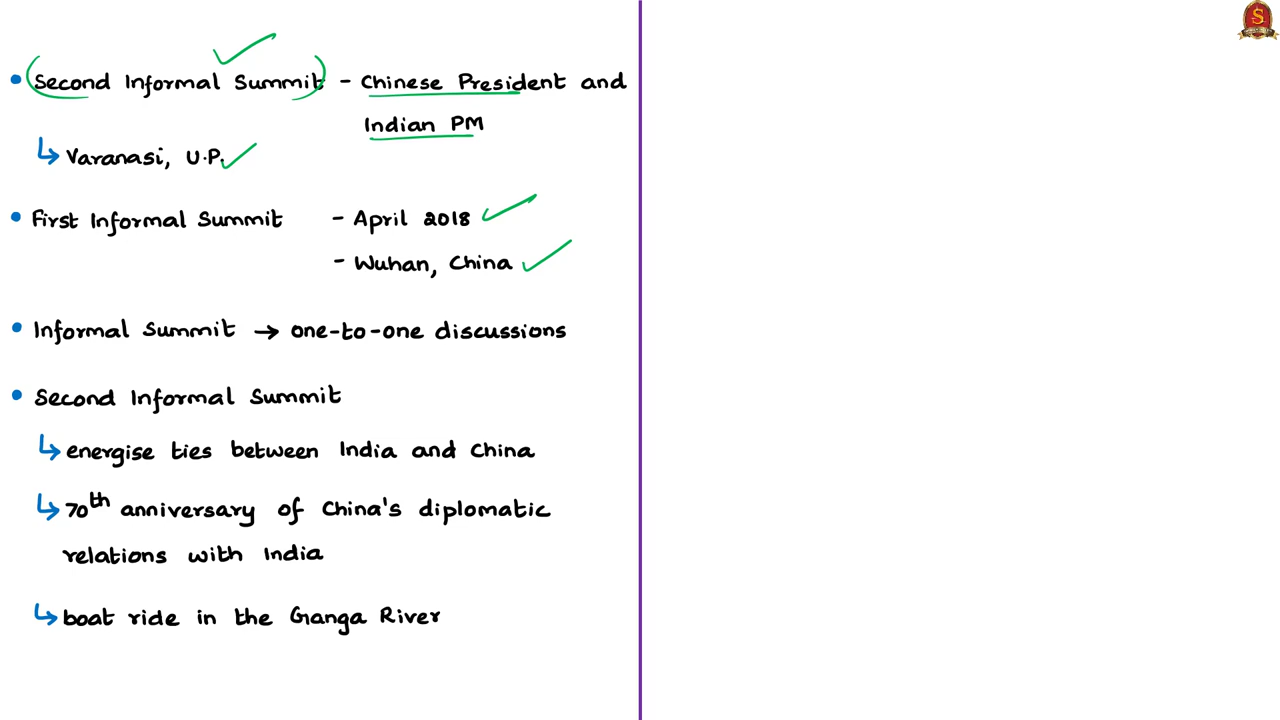 Second Informal Summit - Chinese President and
Indian PM
Varanasi, U.P.
First Informal Summit - April 2018
- Wuhan, China
Informal Summit → one-to-one discussions
Second Informal Summit
energise ties between India and China
70th anniversary of China's diplomatic
relations with India
boat ride in the Ganga River
S